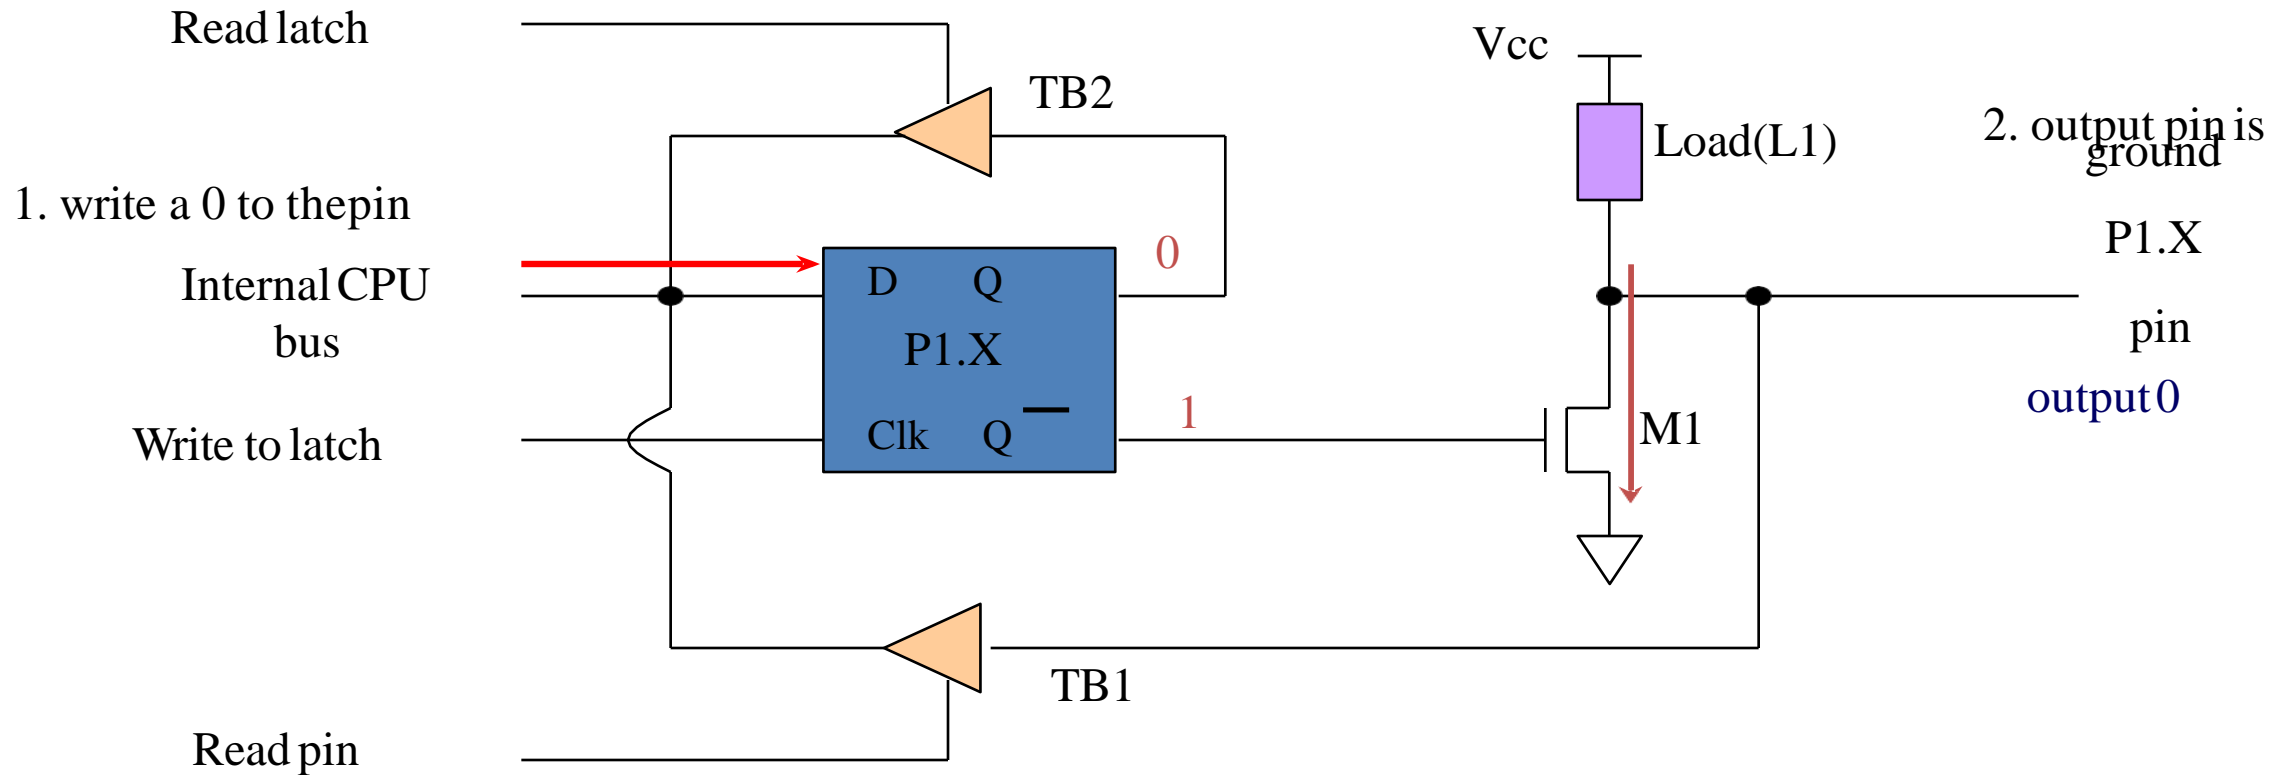 Read latch
Vcc
TB2
Load(L1)
2. output pin is
ground
1. write a 0 to thepin
P1.X
0
Internal CPU
bus
D Q
P1.X
Clk Q
pin
output 0
1
M1
Write to latch
TB1
Read pin